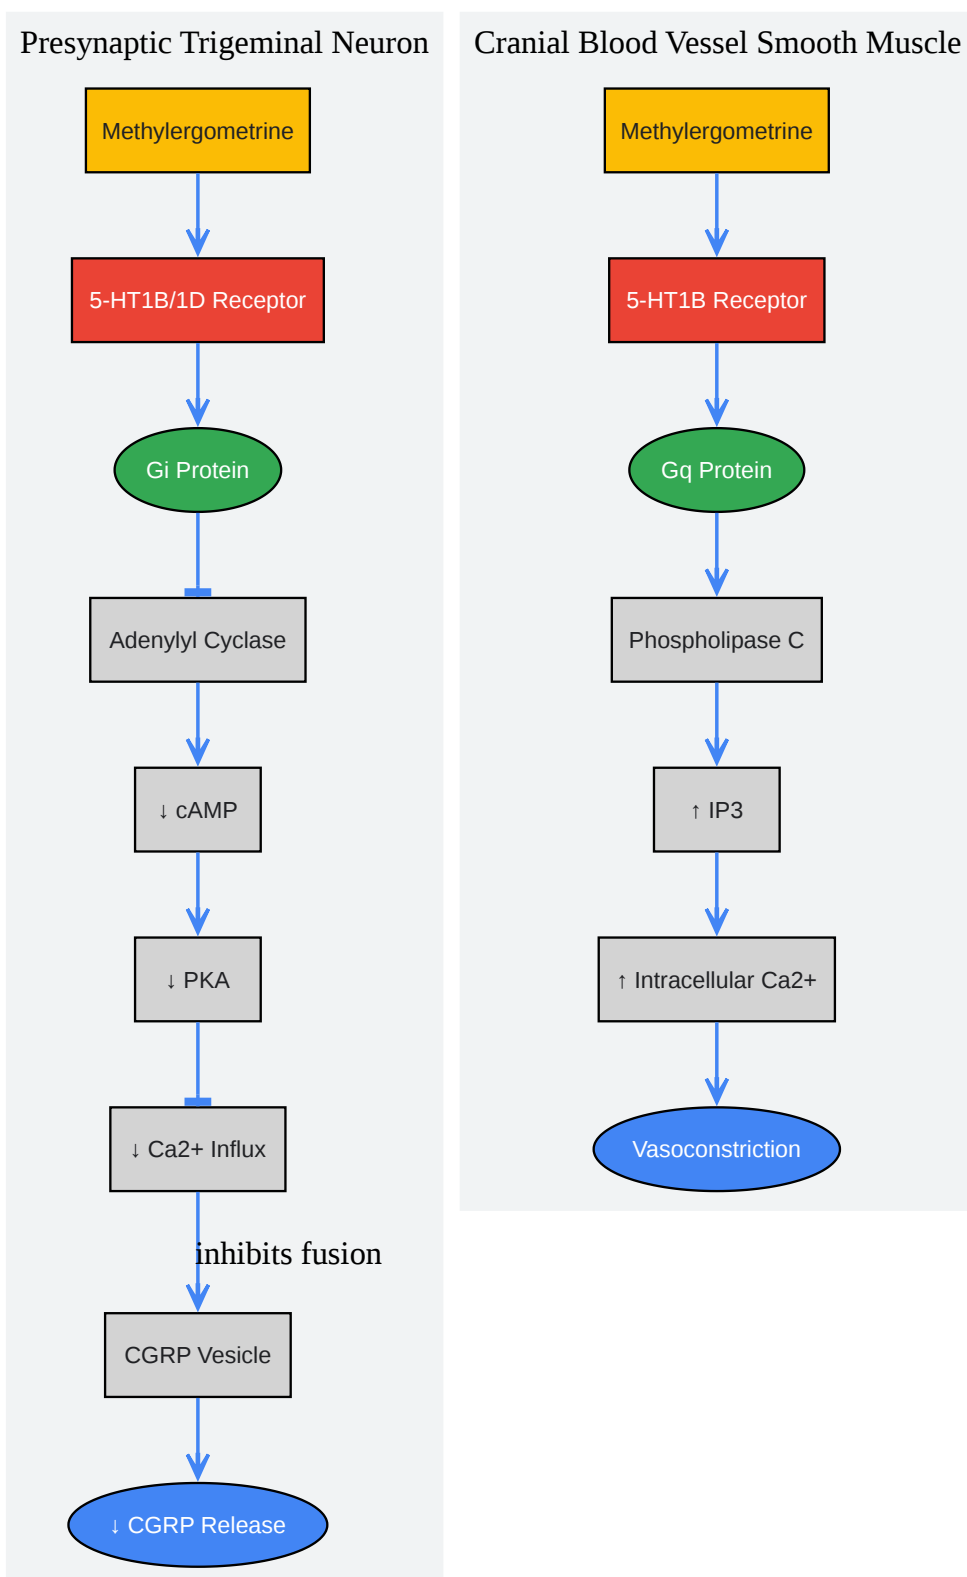 Presynaptic Trigeminal Neuron
Methylergometrine
5-HT1B/1D Receptor
Gi Protein
Adenylyl Cyclase
↓ cAMP
↓ PKA
↓ Ca2+ Influx
inhibits fusion
CGRP Vesicle
↓ CGRP Release
Cranial Blood Vessel Smooth Muscle
Methylergometrine
5-HT1B Receptor
Gq Protein
Phospholipase C
↑ IP3
↑ Intracellular Ca2+
Vasoconstriction